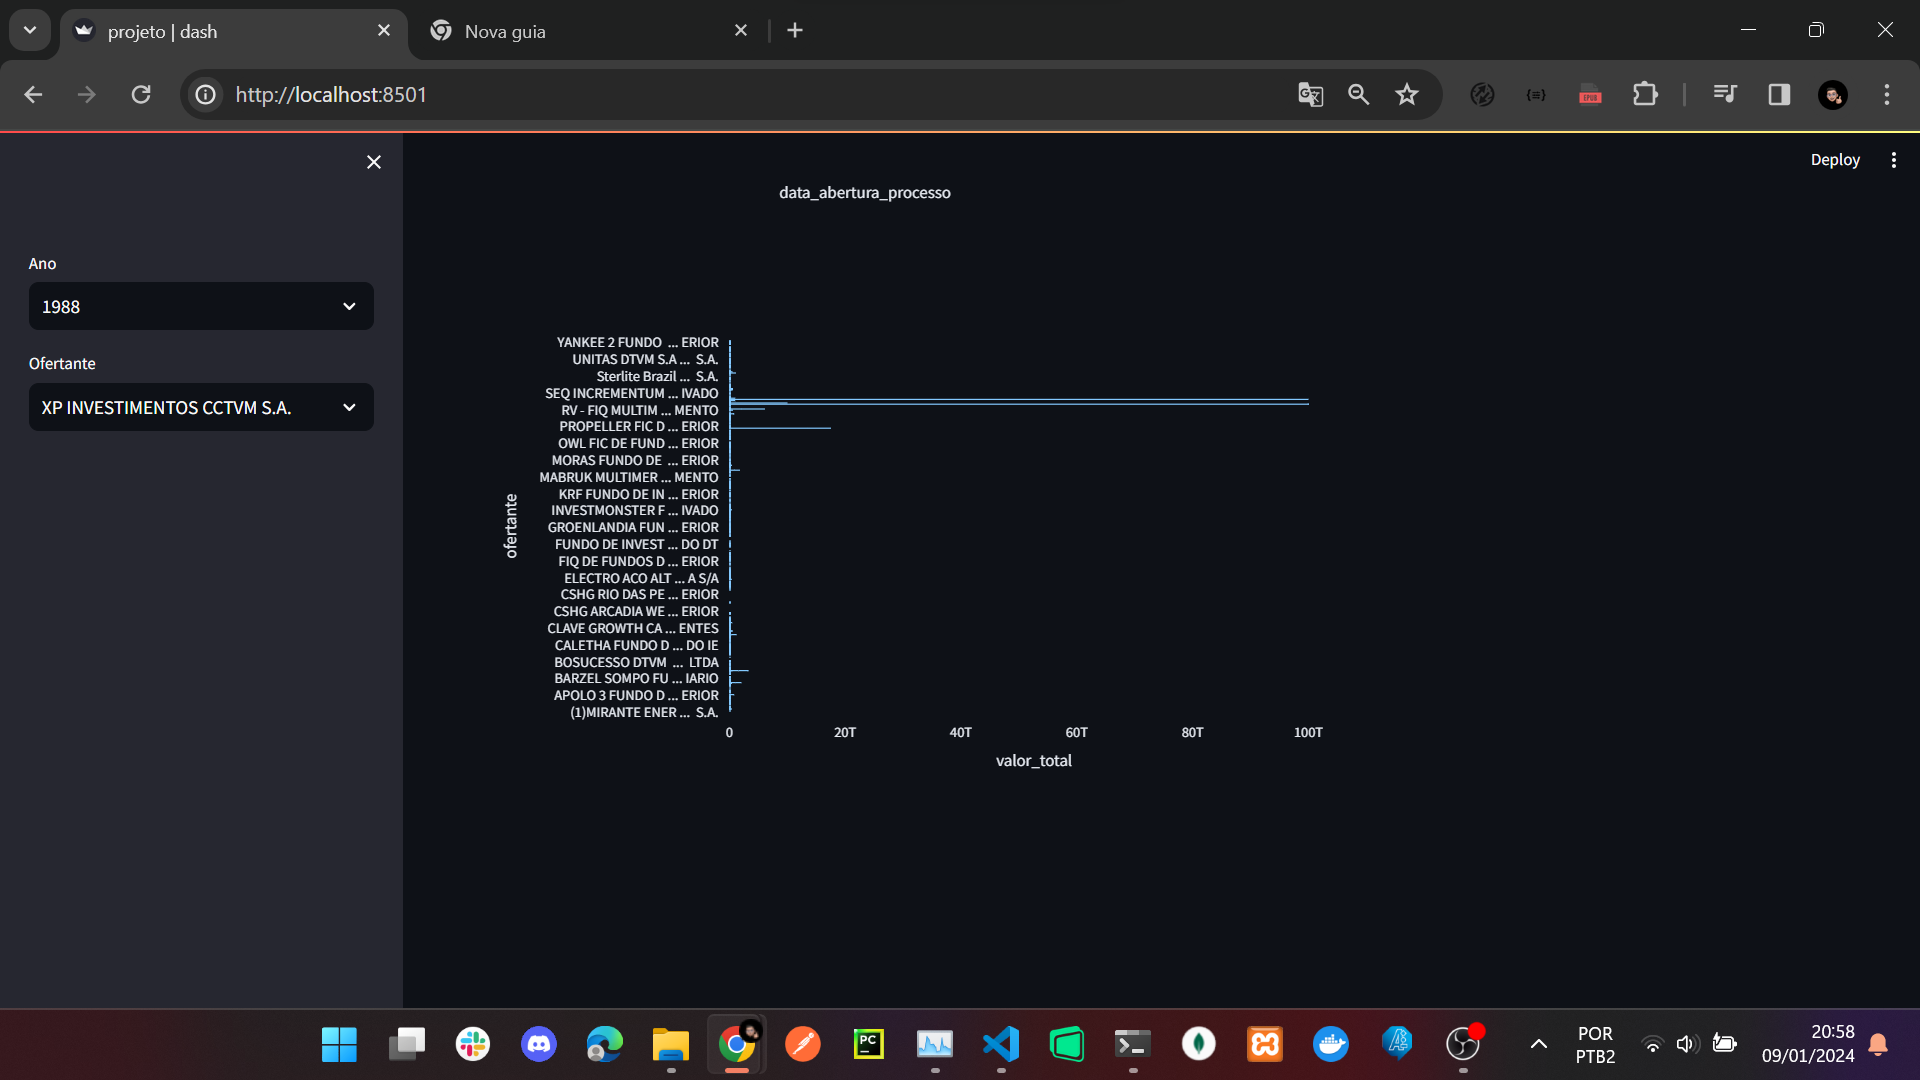 projeto | dash
Nova guia
http://localhost:8501
EPUB
Deploy
data_abertura_processo
Ano
1988
Ofertante
XP INVESTIMENTOS CCTVM S.A.
ofertante
YANKEE 2 FUNDO ... ERIOR
UNITAS DTVM S.A ... S.A.
Sterlite Brazil ... S.A.
SEQ INCREMENTUM ... IVADO
RV - FIQ MULTIM ... MENTO
PROPELLER FIC D ... ERIOR
OWL FIC DE FUND ... ERIOR
MORAS FUNDO DE ... ERIOR
MABRUK MULTIMER ... MENTO
KRF FUNDO DE IN ... ERIOR
INVESTMONSTER F ... IVADO
GROENLANDIA FUN ... ERIOR
FUNDO DE INVEST ... DO DT
FIQ DE FUNDOS D ... ERIOR
ELECTRO ACO ALT ... A S/A
CSHG RIO DAS PE ... ERIOR
CSHG ARCADIA WE ... ERIOR
CLAVE GROWTH CA ... ENTES
CALETHA FUNDO D ... DO IE
BOSUCESSO DTVM ... LTDA
BARZEL SOMPO FU ... IARIO
APOLO 3 FUNDO D ... ERIOR
(1)MIRANTE ENER ... S.A.
0 20T 40T 60T 80T 100T
valor_total
PC
POR
PTB2
20:58
09/01/2024